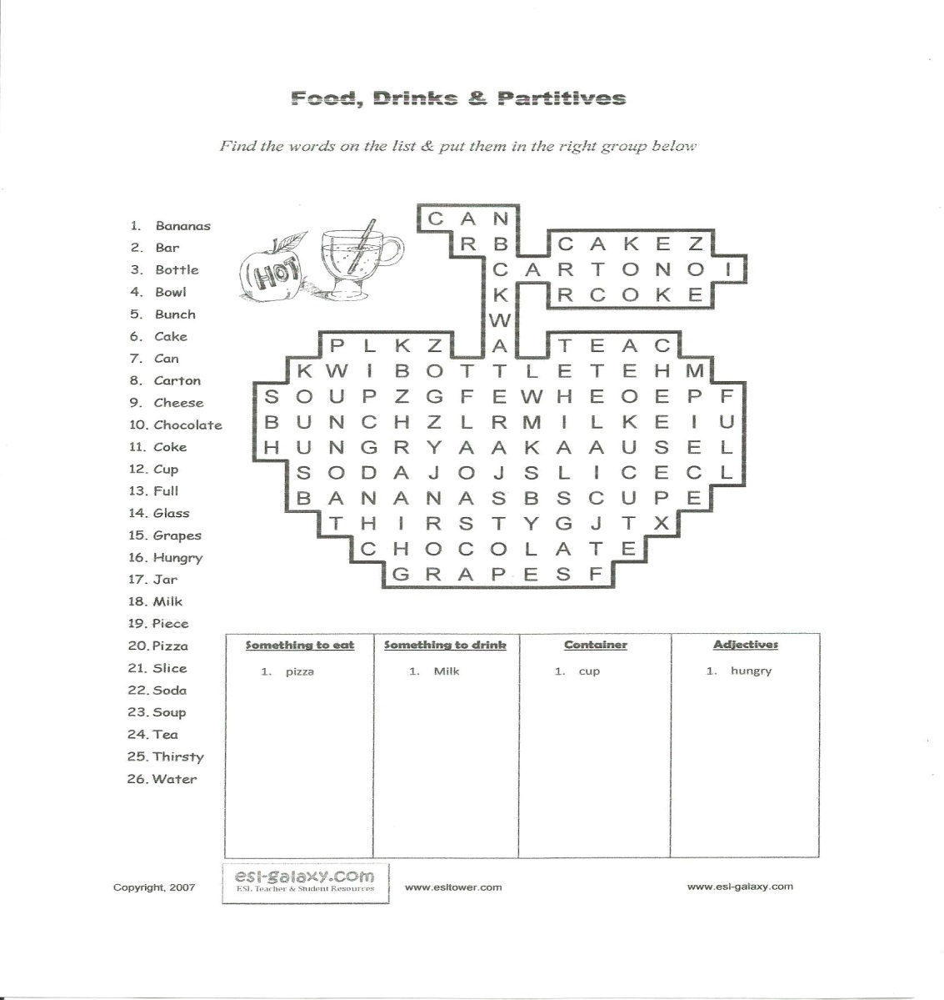 Food, Drinks & Partitives
Find the words on the list & put them in the right group below
1. Bananas
2. Bar
3. Bottle
4. Bowl
5. Bunch
6. Cake
7. Can
8. Carton
9. Cheese
10. Chocolate
11. Coke
12. Cup
13. Full
14. Glass
15. Grapes
16. Hungry
17. Jar
18. Milk
19. Piece
20. Pizza
21. Slice
22. Soda
23. Soup
24. Tea
25. Thirsty
26. Water
HOT
C A N
R B C A K E Z
C A R T O N O I
K R C O K E
W
P L K Z A T E A C
K W I B O T T L E T E H M
S O U P Z G F E W H E O E P F
B U N C H Z L R M I L K E I U
H U N G R Y A A K A A U S E L
S O D A J O J S L I C E C L
B A N A N A S B S C U P E
T H I R S T Y G J T X
C H O C O L A T E
G R A P E S F
Something to eat Something to drink Container Adjectives
1. pizza 1. Milk 1. cup 1. hungry
Copyright, 2007 esl-galaxy.com www.esltower.com www.esl-galaxy.com
ESL Teacher & Student Resources